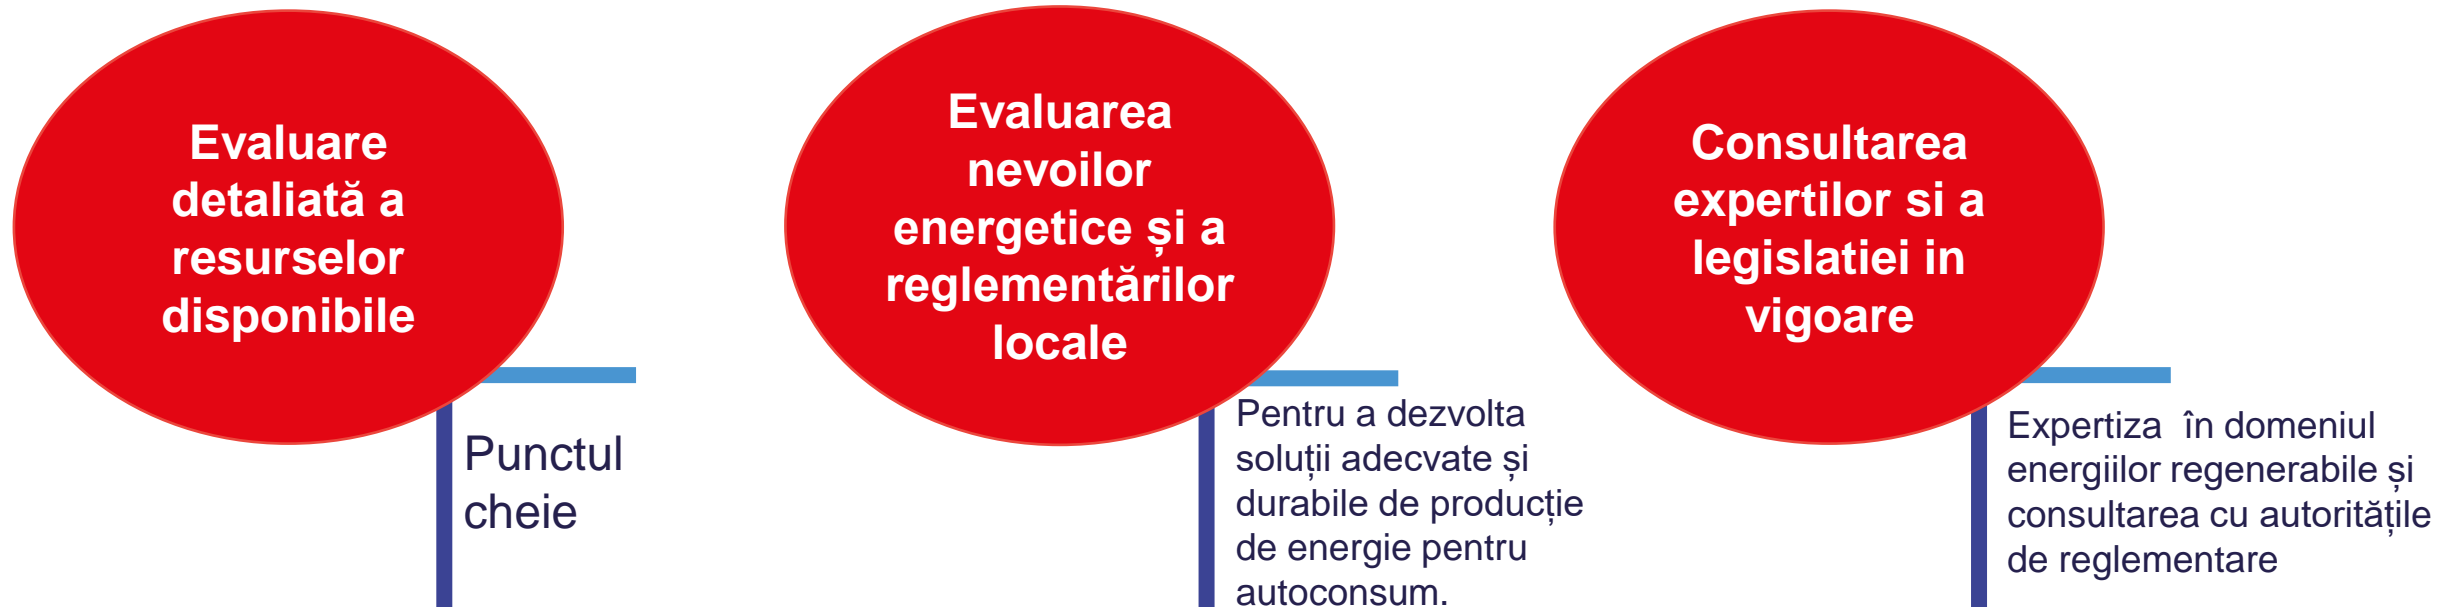 Evaluare
detaliată a
resurselor
disponibile
Punctul
cheie
Evaluarea
nevoilor
energetice și a
reglementărilor
locale
Pentru a dezvolta
soluții adecvate și
durabile de producție
de energie pentru
autoconsum.
Consultarea
expertilor si a
legislatiei in
vigoare
Expertiza  în domeniul
energiilor regenerabile și
consultarea cu autoritățile
de reglementare